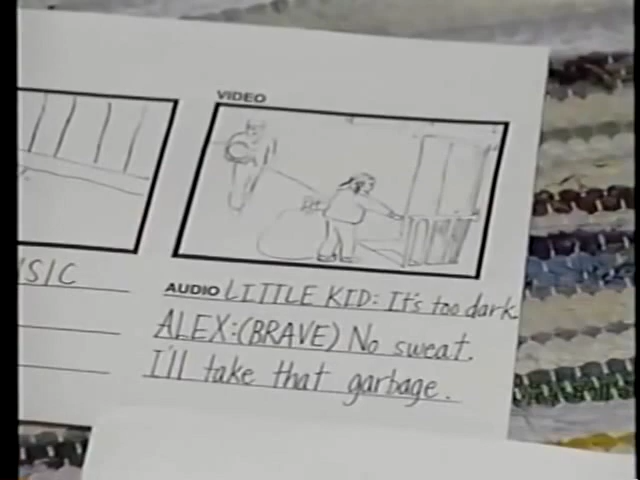 VIDEO
SIC
AUDIO LITTLE KID: It's too dark.
ALEX:(BRAVE) No sweat.
I'll take that garbage.